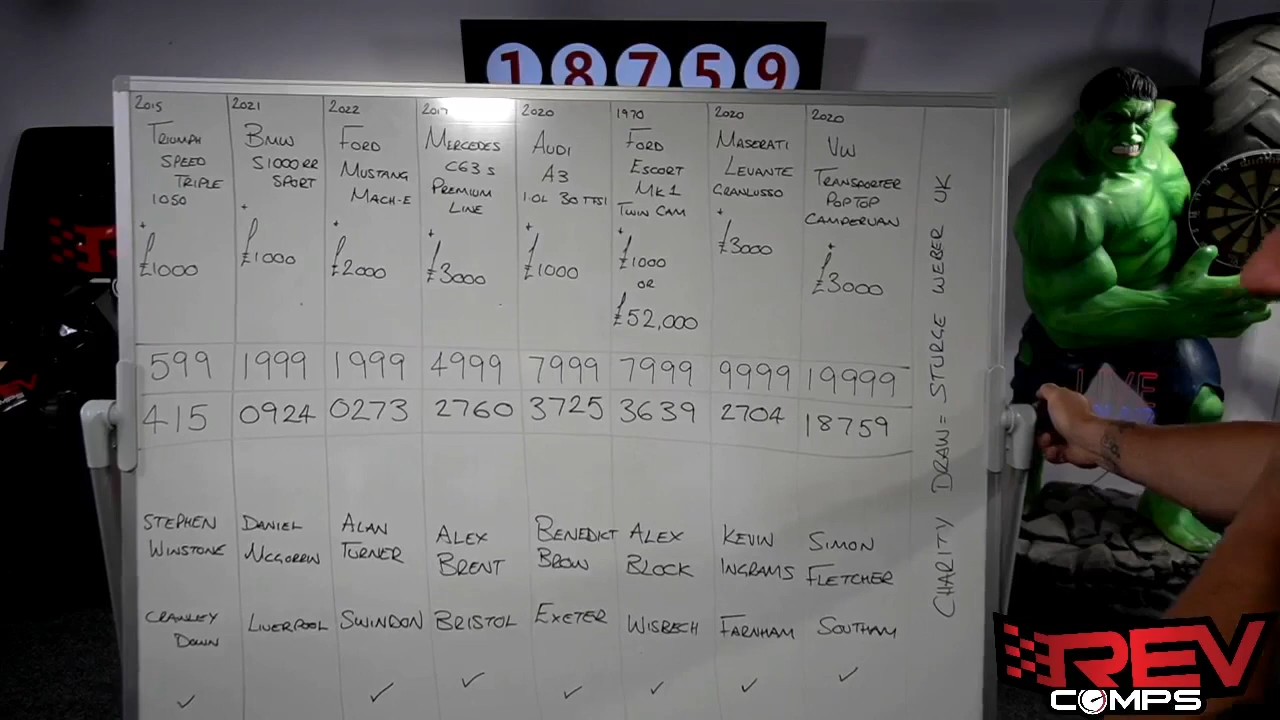 18759
2015
TRIUMPH
SPEED
TRIPLE
1050
+
£1000
599
415
STEPHEN
WINSTONE
CRAWLEY
DOWN
2021
BMW
S1000RR
SPORT
+
£1000
1999
0924
DANIEL
MCGORRIN
LIVERPOOL
2022
FORD
MUSTANG
MACH-E
+
£2000
1999
0273
ALAN
TURNER
SWINDON
2017
MERCEDES
C63 S
PREMIUM
LINE
+
£3000
4999
2760
ALEX
BRENT
BRISTOL
2020
AUDI
A3
1.0L 30 TFSI
+
£1000
7999
3725
BENEDICT
BROW
EXETER
1970
FORD
ESCORT
MK1
TWIN CAM
+
£1000
OR
£52,000
7999
3639
ALEX
BLOCK
WISBECH
2020
MASERATI
LEVANTE
GRANLUSSO
+
£3000
9999
2704
KEVIN
INGRAMS
FARNHAM
2020
VW
TRANSPORTER
POPTOP
CAMPERVAN
+
£3000
19999
18759
SIMON
FLETCHER
SOUTHAM
CHARITY DRAW = STURGE WEBER UK
REV
COMPS